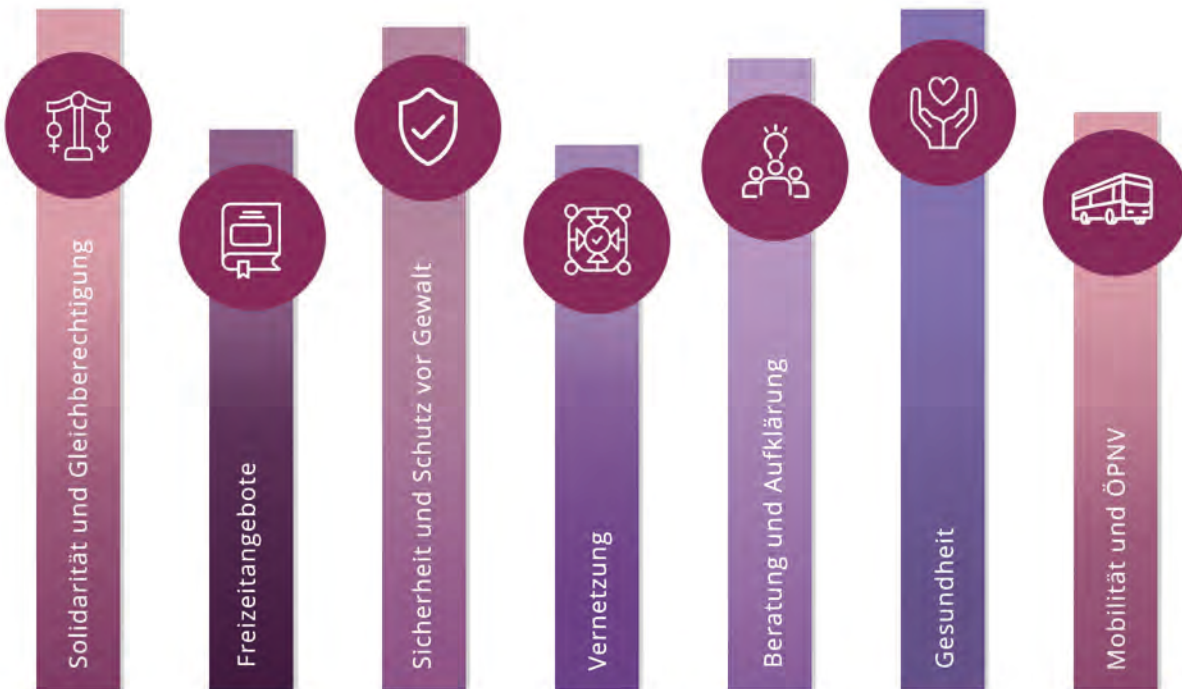 Solidarität und Gleichberechtigung
Freizeitangebote
Sicherheit und Schutz vor Gewalt
Vernetzung
Beratung und Aufklärung
Gesundheit
Mobilität und ÖPNV